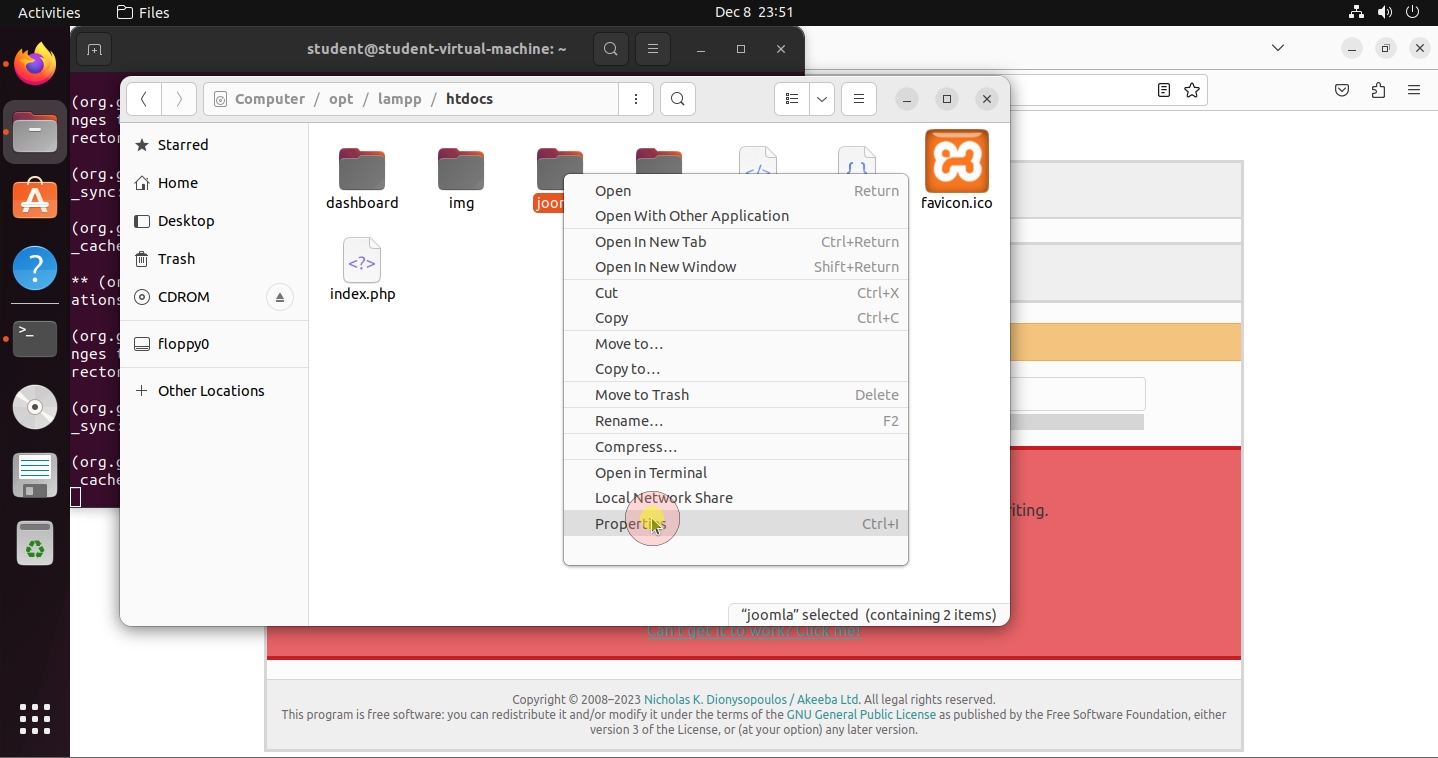 Activities Files Dec 8 23:51
student@student-virtual-machine: ~
Computer / opt / lampp / htdocs
Starred
Home
Desktop
Trash
CDROM
floppy0
+ Other Locations
dashboard img favicon.ico
index.php
Open Return
Open With Other Application
Open In New Tab Ctrl+Return
Open In New Window Shift+Return
Cut Ctrl+X
Copy Ctrl+C
Move to…
Copy to…
Move to Trash Delete
Rename… F2
Compress…
Open in Terminal
Local Network Share
Properties Ctrl+I
"joomla" selected (containing 2 items)
(org.g
nges
rector
(org.g
_sync:
(org.g
_cache
** (or
ations
(org.g
nges
rector
(org.g
_sync:
(org.g
_cache
iting.
Can't get it to work? Click me!
Copyright © 2008–2023 Nicholas K. Dionysopoulos / Akeeba Ltd. All legal rights reserved.
This program is free software: you can redistribute it and/or modify it under the terms of the GNU General Public License as published by the Free Software Foundation, either
version 3 of the License, or (at your option) any later version.